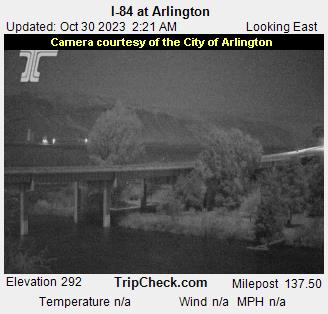 I-84 at Arlington
Updated: Oct 30 2023 2:21 AM Looking East
Camera courtesy of the City of Arlington
Elevation 292 TripCheck.com Milepost 137.50
Temperature n/a Wind n/a MPH n/a